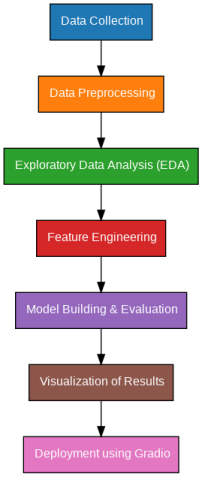 Data Collection
Data Preprocessing
Exploratory Data Analysis (EDA)
Feature Engineering
Model Building & Evaluation
Visualization of Results
Deployment using Gradio